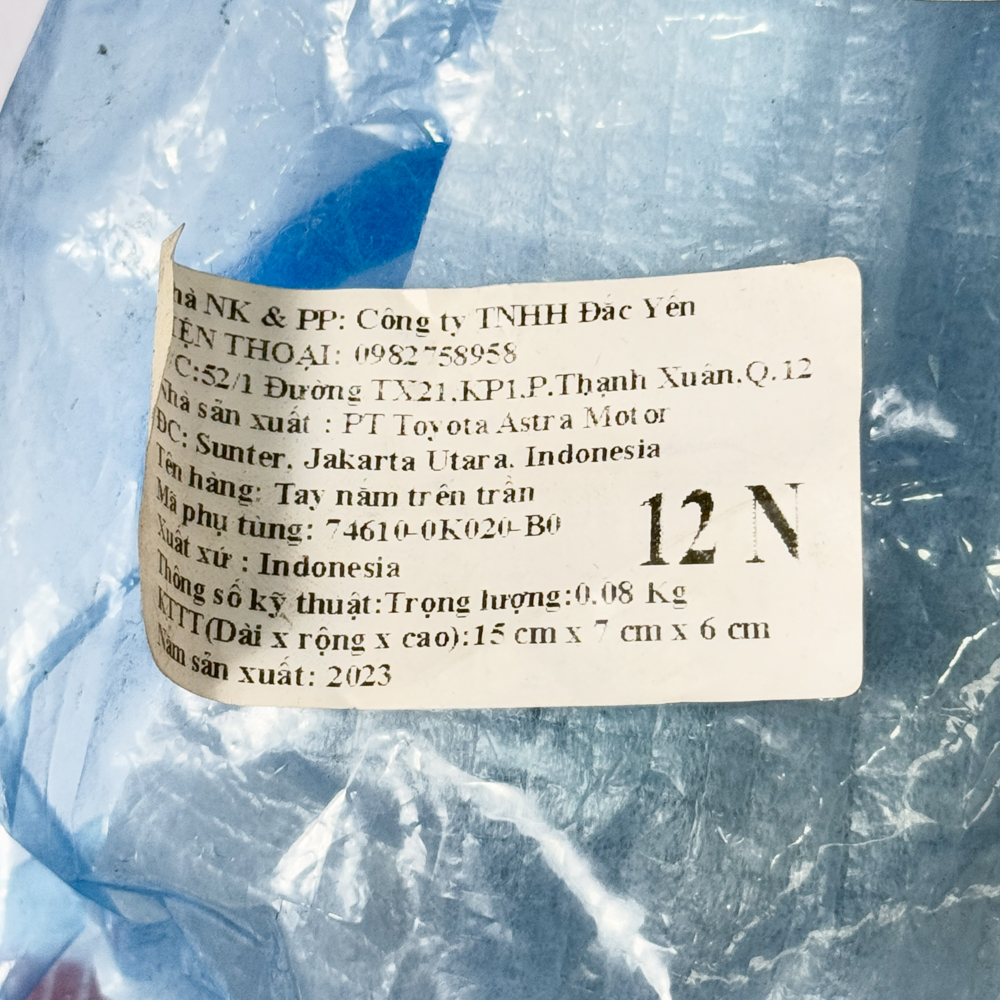 hà NK & PP: Công ty TNHH Đắc Yến
IỆN THOẠI: 0982758958
C:52/1 Đường TX21.KP1.P.Thạnh Xuân.Q.12
Nhà sản xuất : PT Toyota Astra Motor
ĐC: Sunter. Jakarta Utara. Indonesia
Tên hàng: Tay nắm trên trần
Mã phụ tùng: 74610-0K020-B0
12 N
Xuất xứ : Indonesia
Thông số kỹ thuật:Trọng lượng:0.08 Kg
KTTT(Dài x rộng x cao):15 cm x 7 cm x 6 cm
Năm sản xuất: 2023